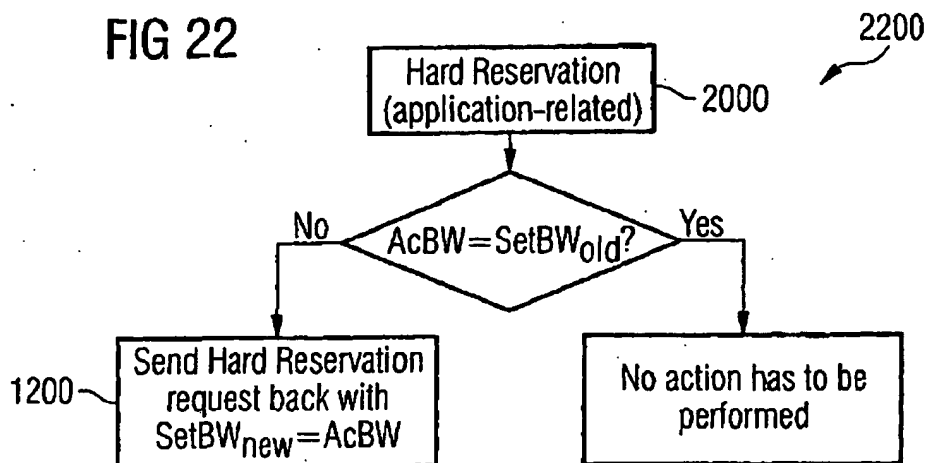 FIG 22
2200
Hard Reservation
(application-related)
2000
No
AcBW=SetBWold?
Yes
1200
Send Hard Reservation
request back with
SetBWnew=AcBW
No action has to be
performed